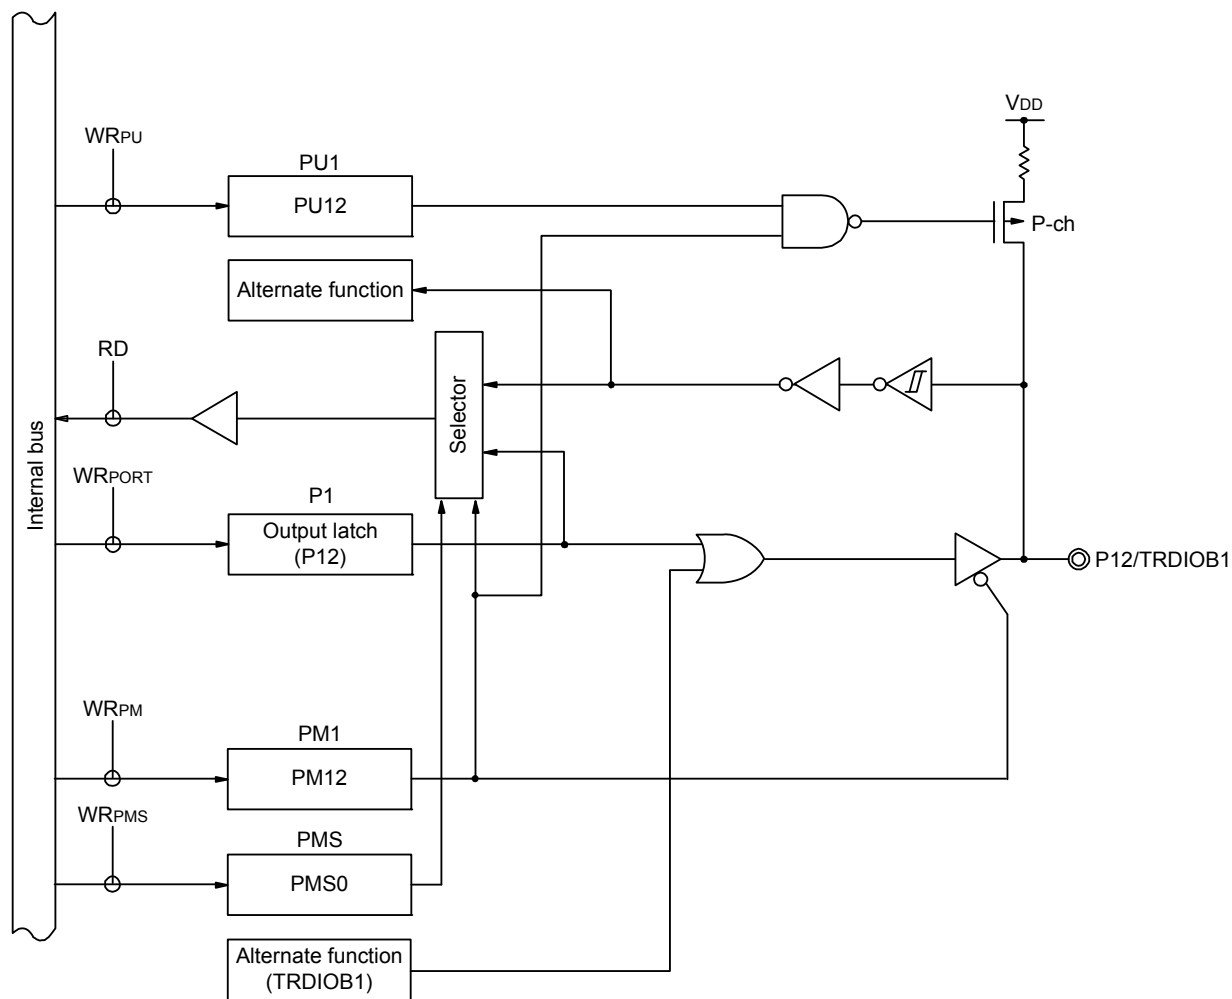 VDD
WRPU
PU1
PU12
P-ch
Alternate function
RD
Selector
Internal bus
WRPORT
P1
Output latch
(P12)
P12/TRDIOB1
WRPM
PM1
PM12
WRPMS
PMS
PMS0
Alternate function
(TRDIOB1)